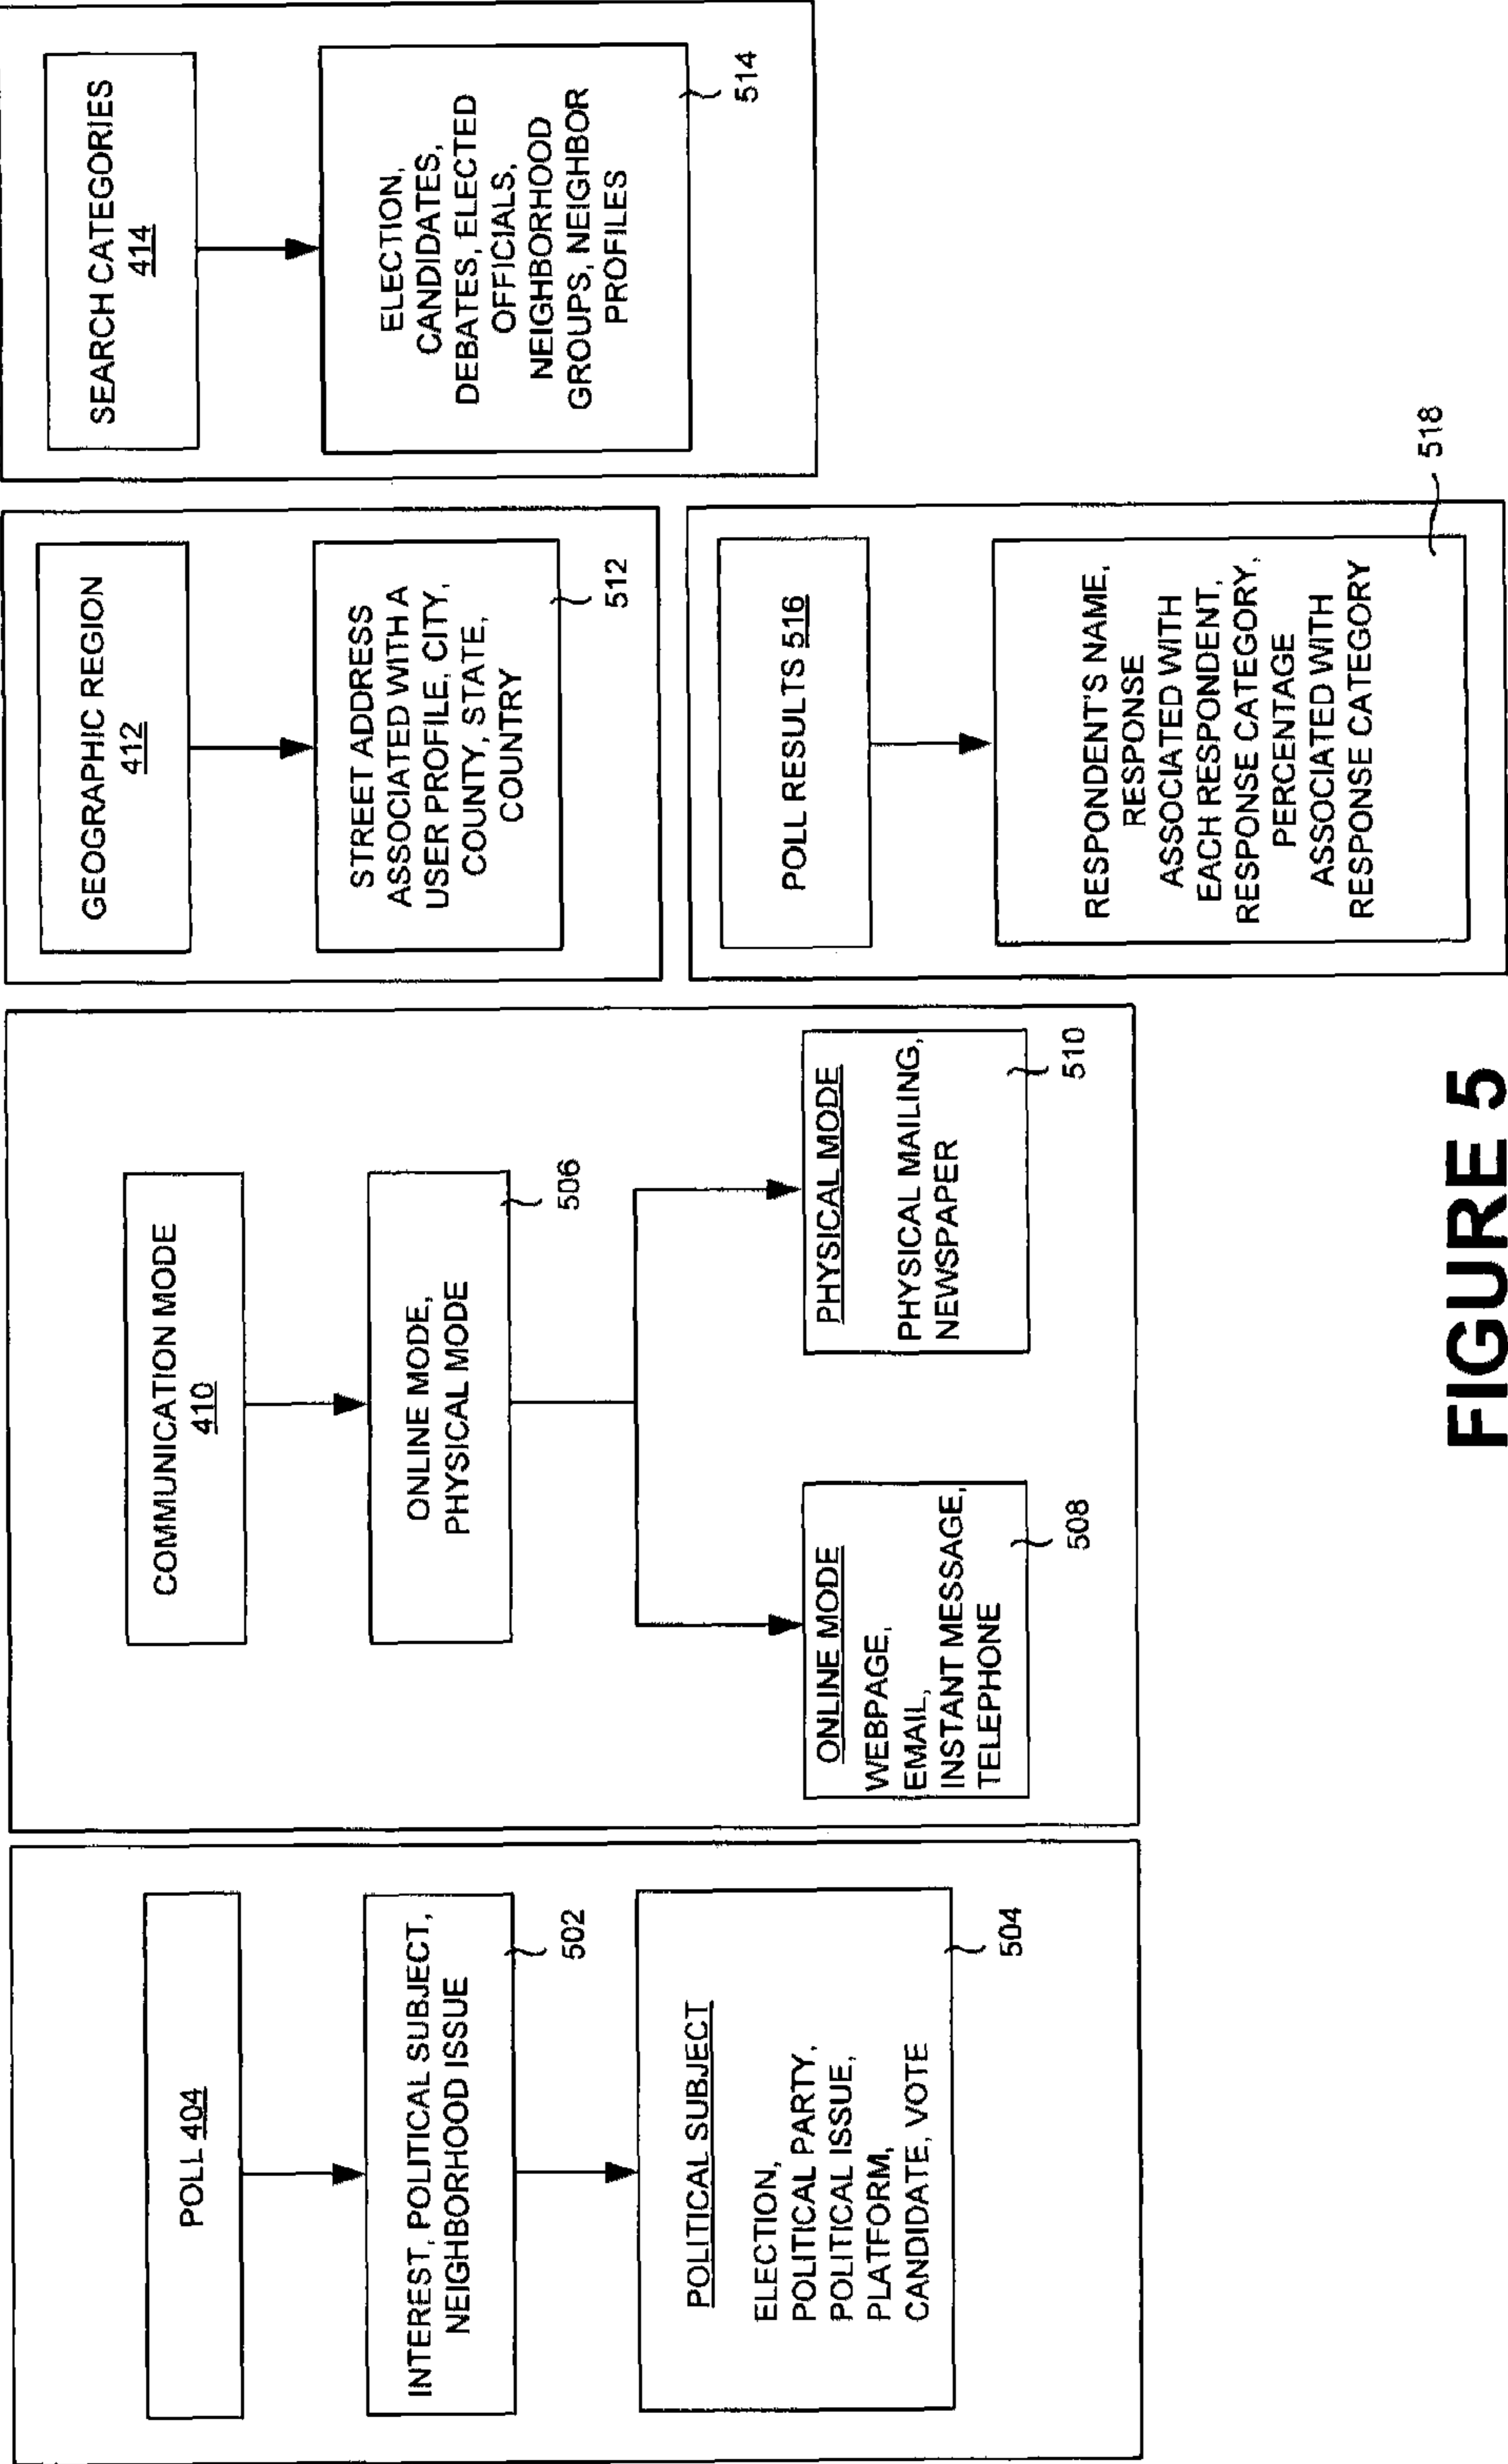 POLL 404
INTEREST, POLITICAL SUBJECT,
NEIGHBORHOOD ISSUE
502
POLITICAL SUBJECT
ELECTION,
POLITICAL PARTY,
POLITICAL ISSUE,
PLATFORM,
CANDIDATE, VOTE
504
COMMUNICATION MODE
410
ONLINE MODE,
PHYSICAL MODE
506
ONLINE MODE
WEBPAGE,
EMAIL,
INSTANT MESSAGE,
TELEPHONE
508
PHYSICAL MODE
PHYSICAL MAILING,
NEWSPAPER
510
GEOGRAPHIC REGION
412
STREET ADDRESS
ASSOCIATED WITH A
USER PROFILE, CITY,
COUNTY, STATE,
COUNTRY
512
SEARCH CATEGORIES
414
ELECTION,
CANDIDATES,
DEBATES, ELECTED
OFFICIALS,
NEIGHBORHOOD
GROUPS, NEIGHBOR
PROFILES
514
POLL RESULTS 516
RESPONDENT'S NAME,
RESPONSE
ASSOCIATED WITH
EACH RESPONDENT,
RESPONSE CATEGORY,
PERCENTAGE
ASSOCIATED WITH
RESPONSE CATEGORY
518
FIGURE 5